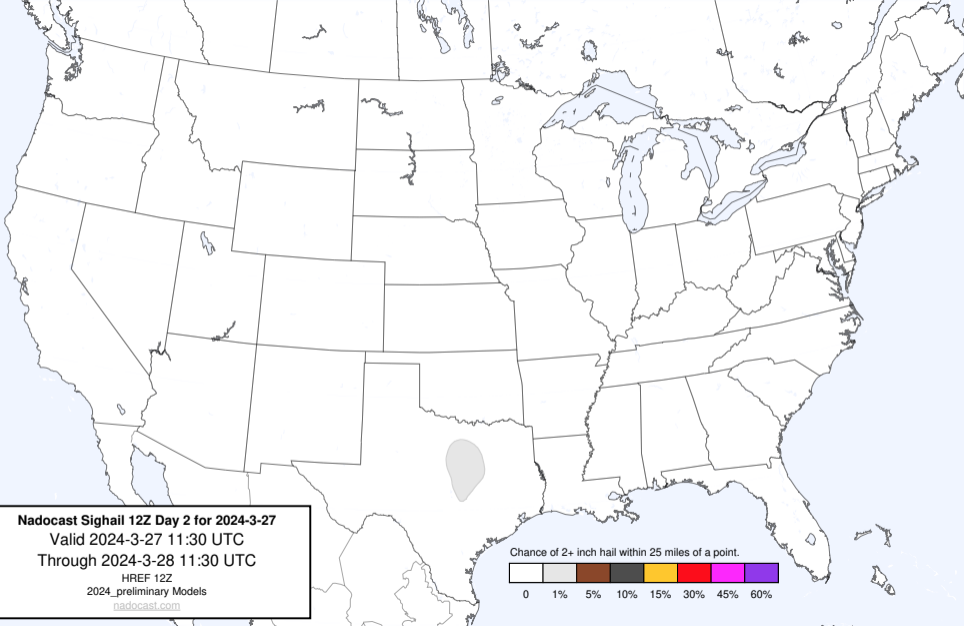 Nadocast Sighail 12Z Day 2 for 2024-3-27
Valid 2024-3-27 11:30 UTC
Through 2024-3-28 11:30 UTC
HREF 12Z
2024_preliminary Models
nadocast.com
Chance of 2+ inch hail within 25 miles of a point.
0 1% 5% 10% 15% 30% 45% 60%